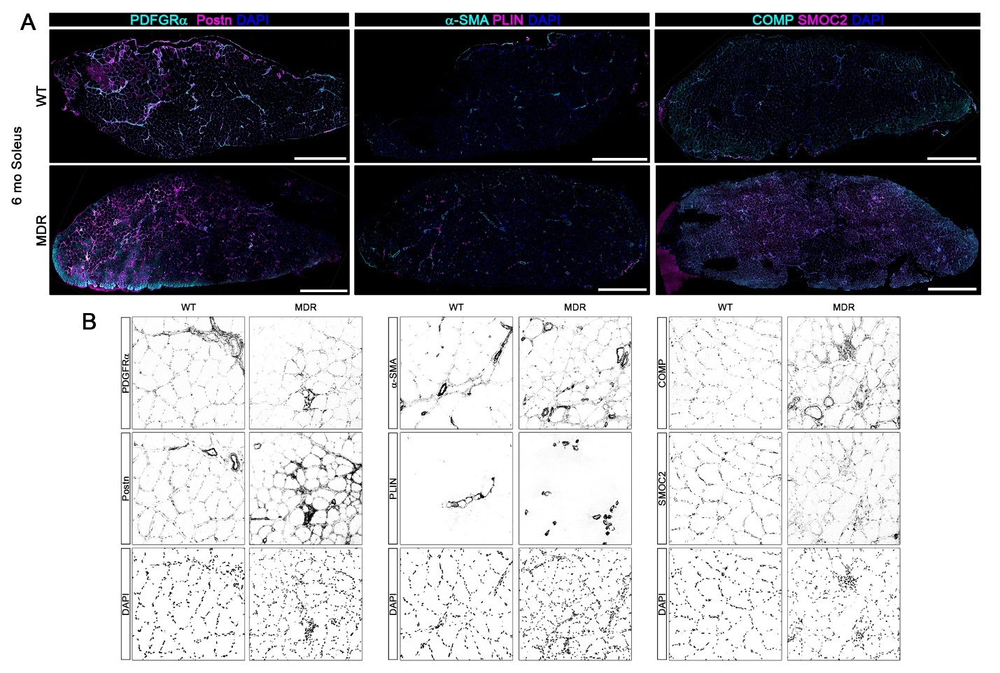 A
PDFGRα Postn DAPI
α-SMA PLIN DAPI
COMP SMOC2 DAPI
6 mo Soleus
WT
MDR
B
WT
MDR
WT
MDR
WT
MDR
PDGFRα
α-SMA
COMP
Postn
PLIN
SMOC2
DAPI
DAPI
DAPI